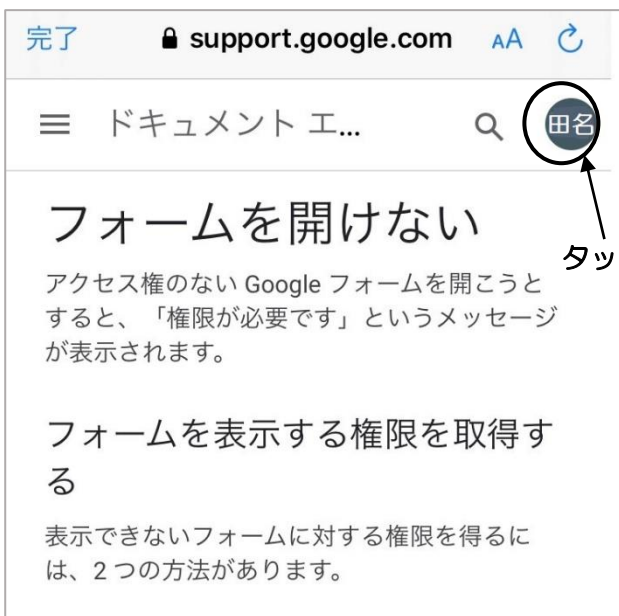 完了 support.google.com AA
ドキュメント エ... 田名
フォームを開けない
タッ
アクセス権のない Google フォームを開こうと
すると、「権限が必要です」というメッセージ
が表示されます。
フォームを表示する権限を取得す
る
表示できないフォームに対する権限を得るに
は、2 つの方法があります。